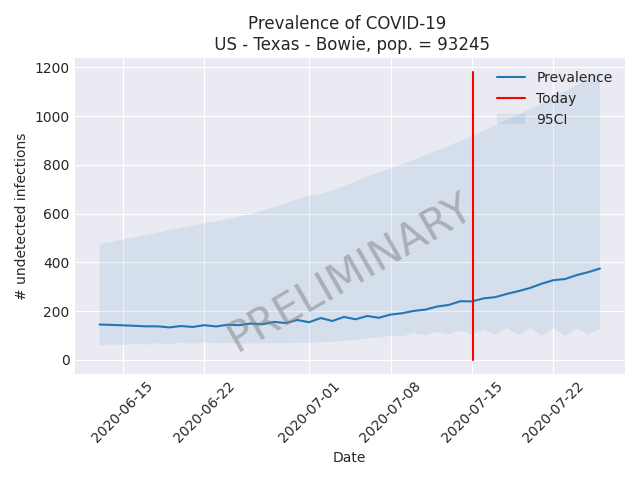 Prevalence of COVID-19
US - Texas - Bowie, pop. = 93245
1200
1000
800
600
400
200
0
# undetected infections
Prevalence
Today
95CI
PRELIMINARY
2020-06-15
2020-06-22
2020-07-01
2020-07-08
2020-07-15
2020-07-22
Date